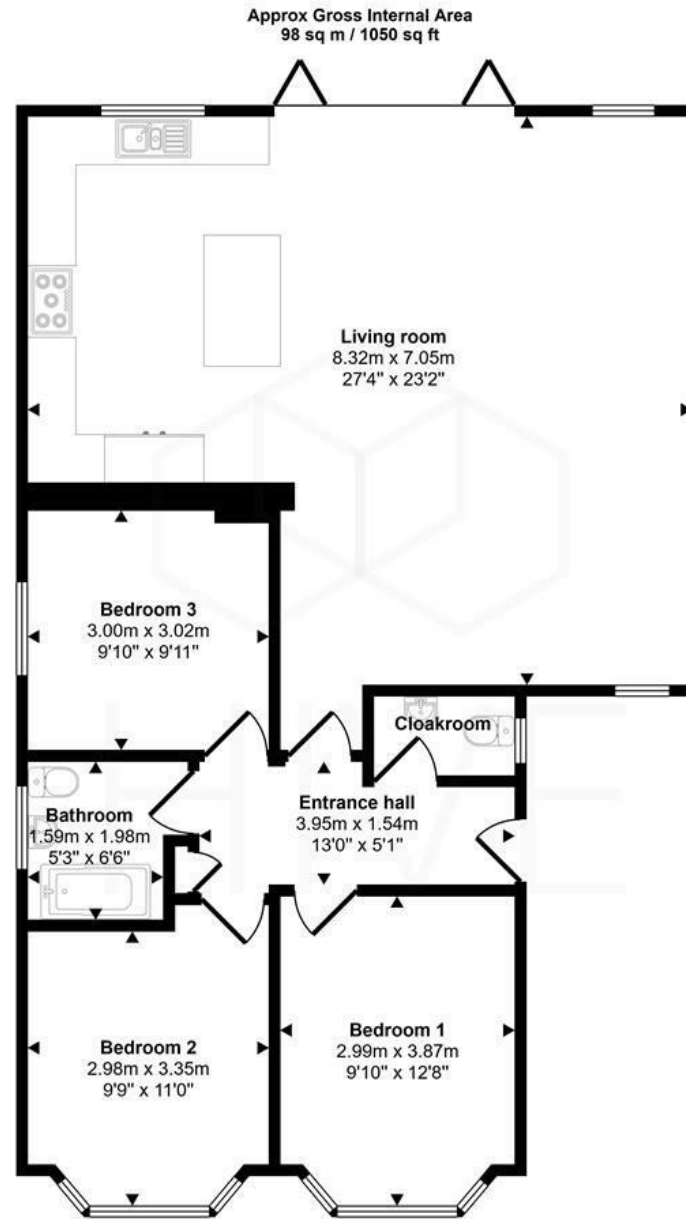 Approx Gross Internal Area
98 sq m / 1050 sq ft
Living room
8.32m x 7.05m
27'4" x 23'2"
Bedroom 3
3.00m x 3.02m
9'10" x 9'11"
Cloakroom
Bathroom
1.59m x 1.98m
5'3" x 6'6"
Entrance hall
3.95m x 1.54m
13'0" x 5'1"
Bedroom 2
2.98m x 3.35m
9'9" x 11'0"
Bedroom 1
2.99m x 3.87m
9'10" x 12'8"
HIVE